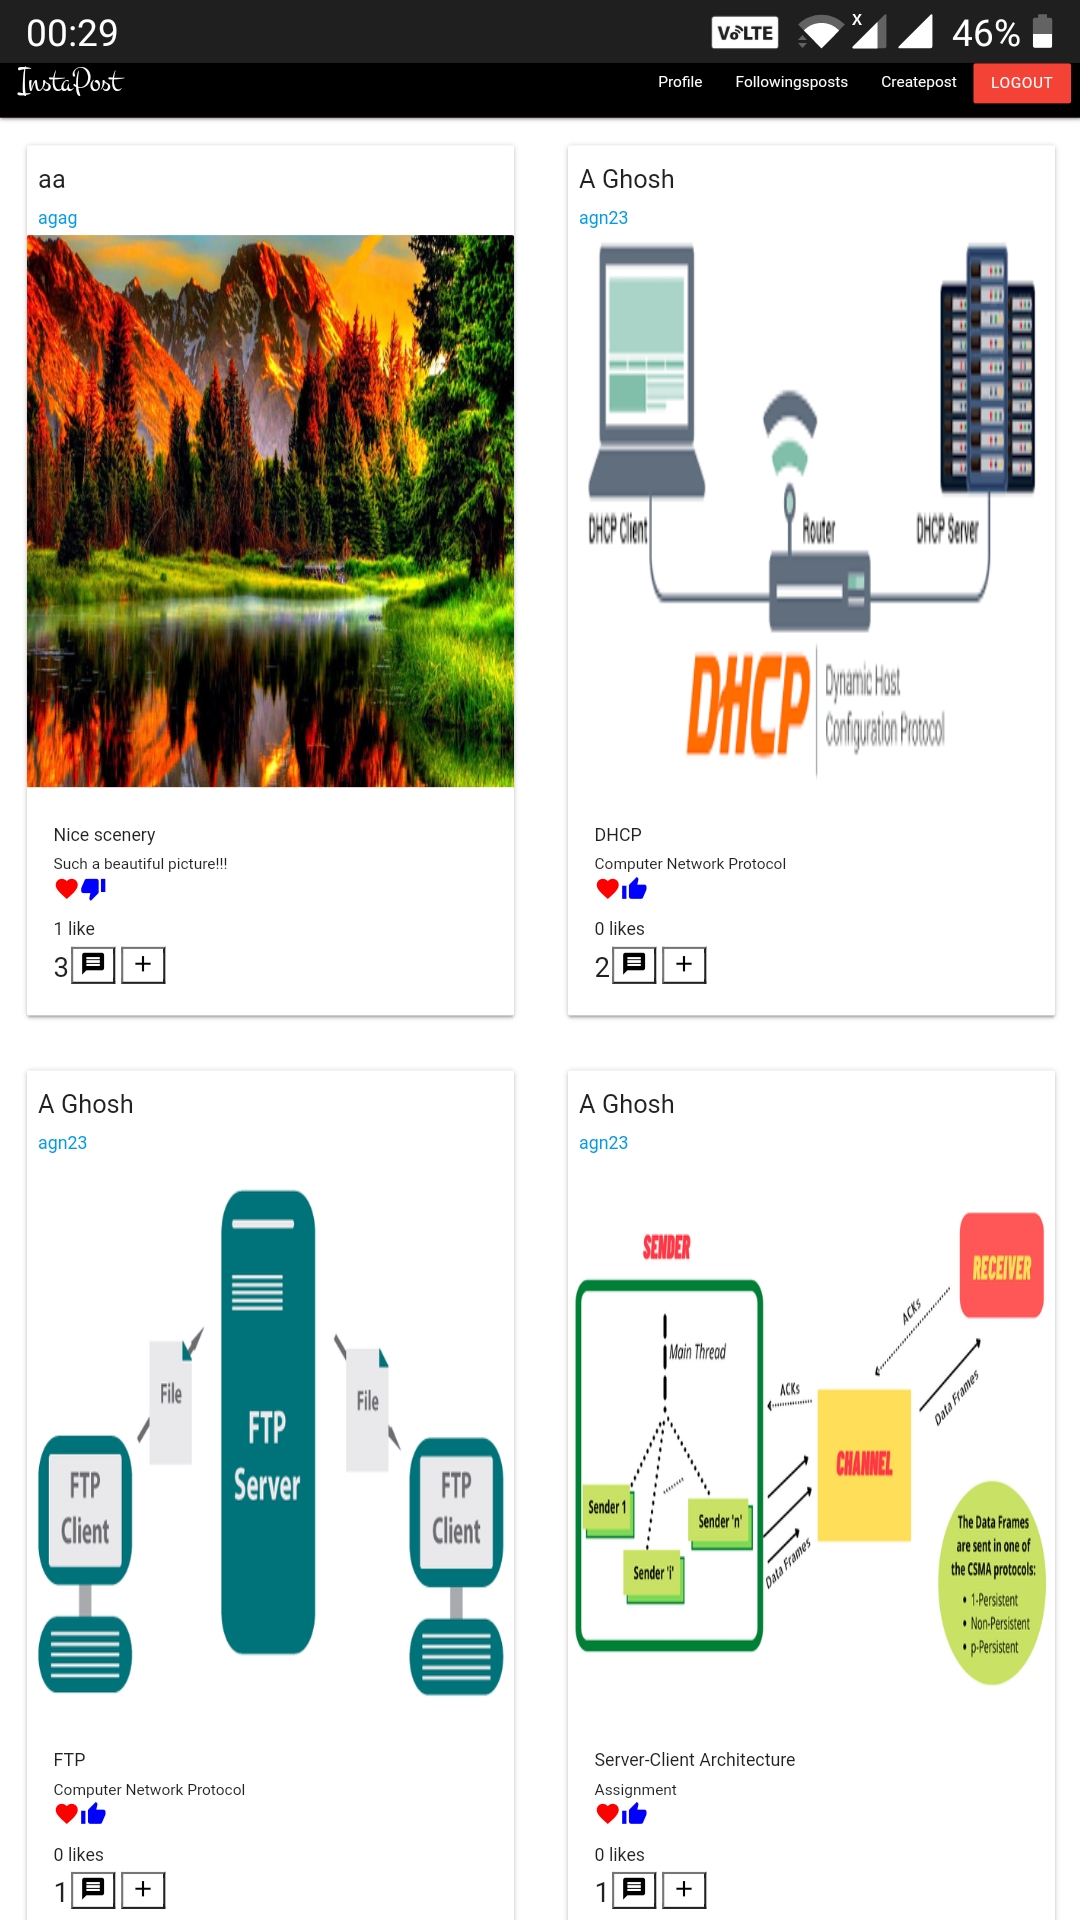 00:29
VoLTE
X
46%
InstaPost
Profile
Followingsposts
Createpost
LOGOUT
aa
agag
Nice scenery
Such a beautiful picture!!!
1 like
3
A Ghosh
agn23
DHCP Client
Router
DHCP Server
DHCP
Dynamic Host
Configuration Protocol
DHCP
Computer Network Protocol
0 likes
2
A Ghosh
agn23
File
File
FTP
Server
FTP
Client
FTP
Client
FTP
Computer Network Protocol
0 likes
1
A Ghosh
agn23
SENDER
RECEIVER
ACKs
Main Thread
ACKs
Data Frames
CHANNEL
Sender 1
Sender 'n'
Sender 'i'
Data Frames
The Data Frames
are sent in one of
the CSMA protocols:
• 1-Persistent
• Non-Persistent
• p-Persistent
Server-Client Architecture
Assignment
0 likes
1